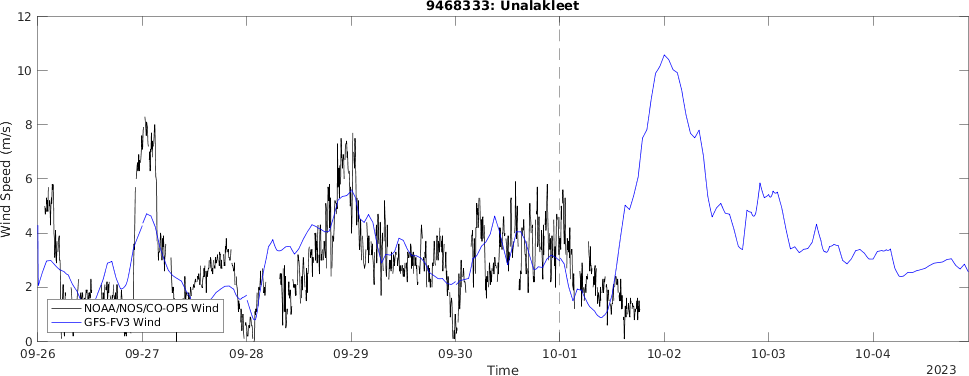 9468333: Unalakleet
Wind Speed (m/s)
12
10
8
6
4
2
0
NOAA/NOS/CO-OPS Wind
GFS-FV3 Wind
09-26 09-27 09-28 09-29 09-30 10-01 10-02 10-03 10-04
Time
2023